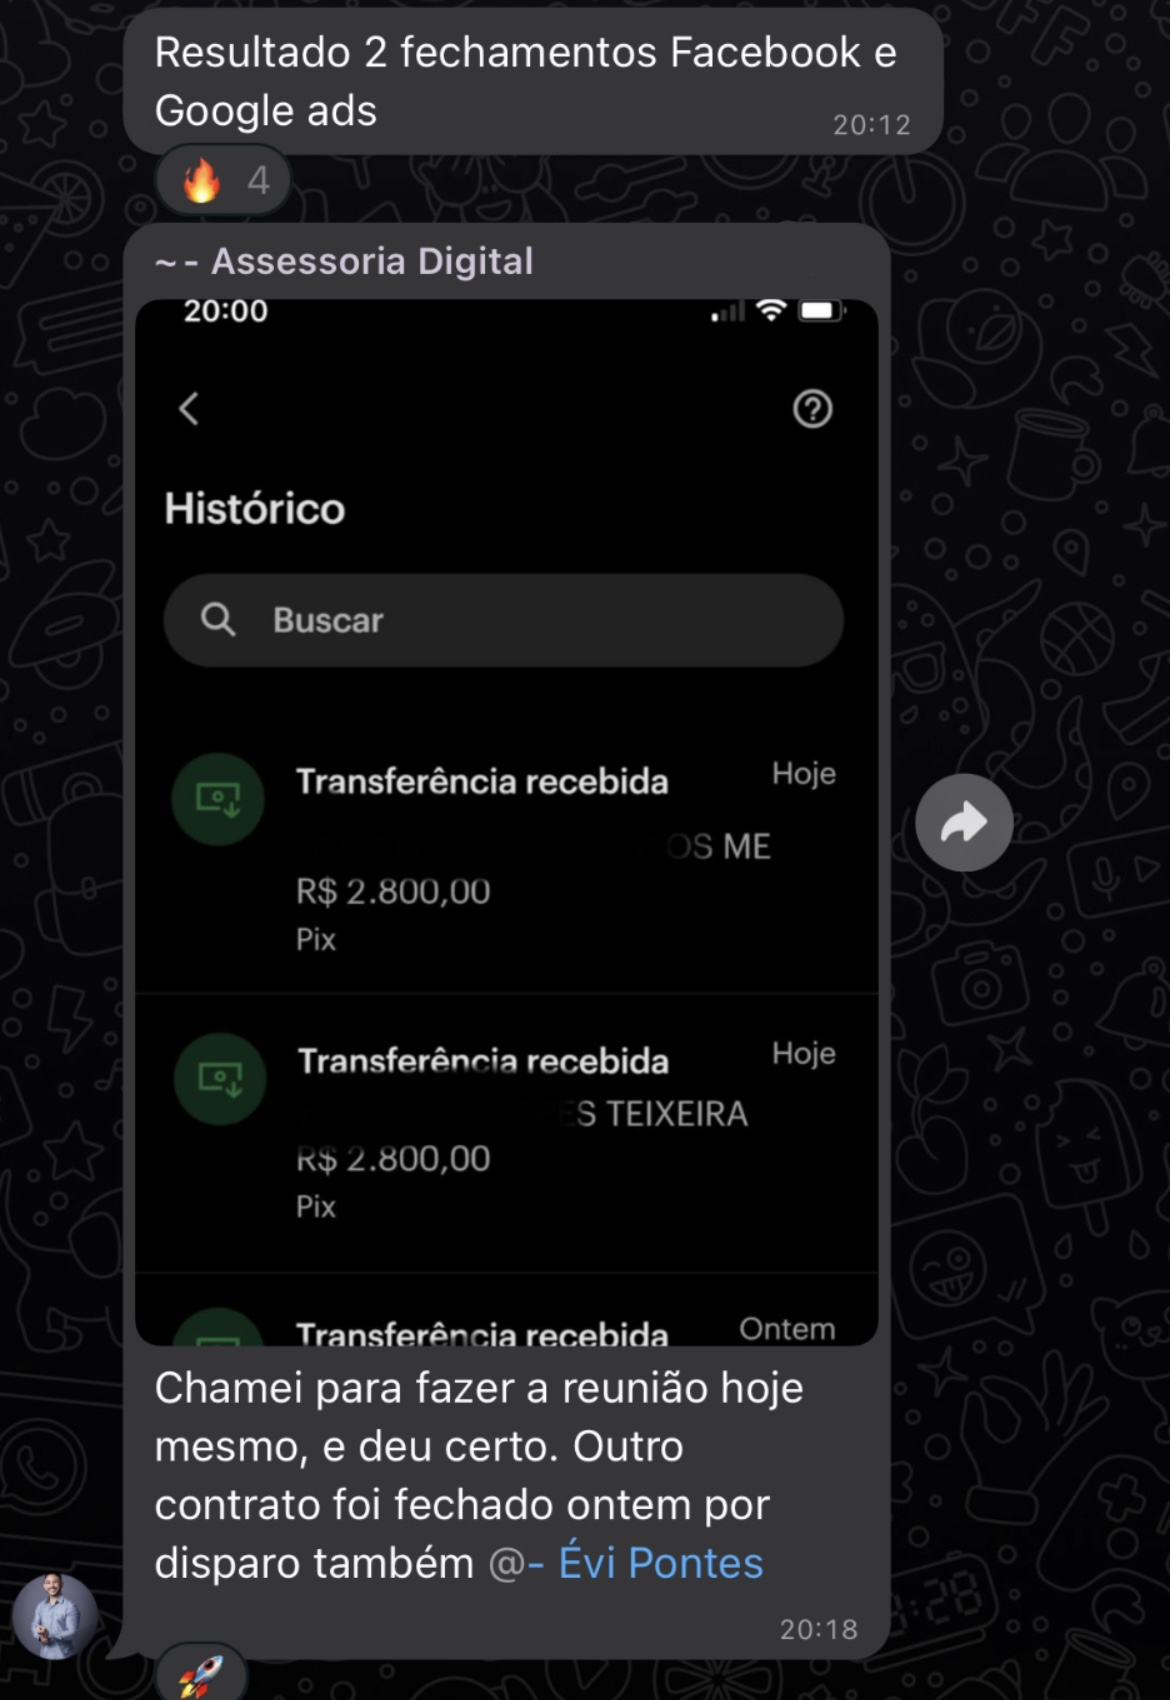 Resultado 2 fechamentos Facebook e
Google ads
20:12
4
~- Assessoria Digital
20:00
Histórico
Buscar
Transferência recebida
Hoje
OS ME
R$ 2.800,00
Pix
Transferência recebida
Hoje
ES TEIXEIRA
R$ 2.800,00
Pix
Transferência recebida
Ontem
Chamei para fazer a reunião hoje
mesmo, e deu certo. Outro
contrato foi fechado ontem por
disparo também @- Évi Pontes
20:18